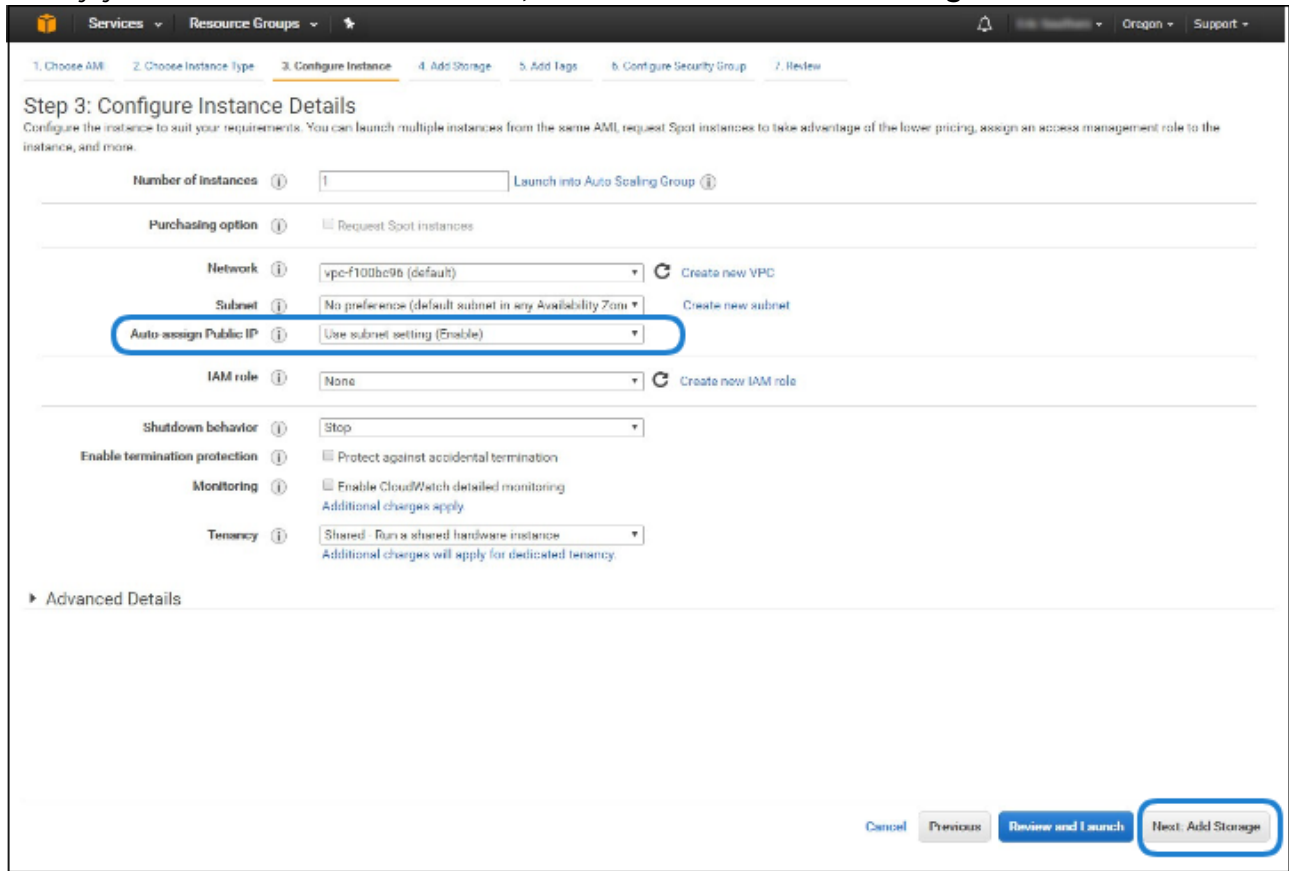 Services Resource Groups Oregon Support
1. Choose AMI 2. Choose Instance Type 3. Configure Instance 4. Add Storage 5. Add Tags 6. Configure Security Group 7. Review
Step 3: Configure Instance Details
Configure the instance to suit your requirements. You can launch multiple instances from the same AMI, request Spot instances to take advantage of the lower pricing, assign an access management role to the
instance, and more.
Number of instances 1 Launch into Auto Scaling Group
Purchasing option Request Spot instances
Network vpc-f100bc96 (default) Create new VPC
Subnet No preference (default subnet in any Availability Zone Create new subnet
Auto-assign Public IP Use subnet setting (Enable)
IAM role None Create new IAM role
Shutdown behavior Stop
Enable termination protection Protect against accidental termination
Monitoring Enable CloudWatch detailed monitoring
Additional charges apply.
Tenancy Shared - Run a shared hardware instance
Additional charges will apply for dedicated tenancy.
Advanced Details
Cancel Previous Review and Launch Next: Add Storage